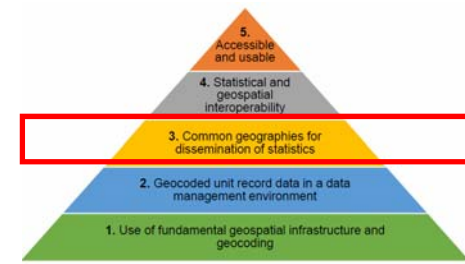 5.
Accessible
and usable
4. Statistical and
geospatial
interoperability
3. Common geographies for
dissemination of statistics
2. Geocoded unit record data in a data
management environment
1. Use of fundamental geospatial infrastructure and
geocoding